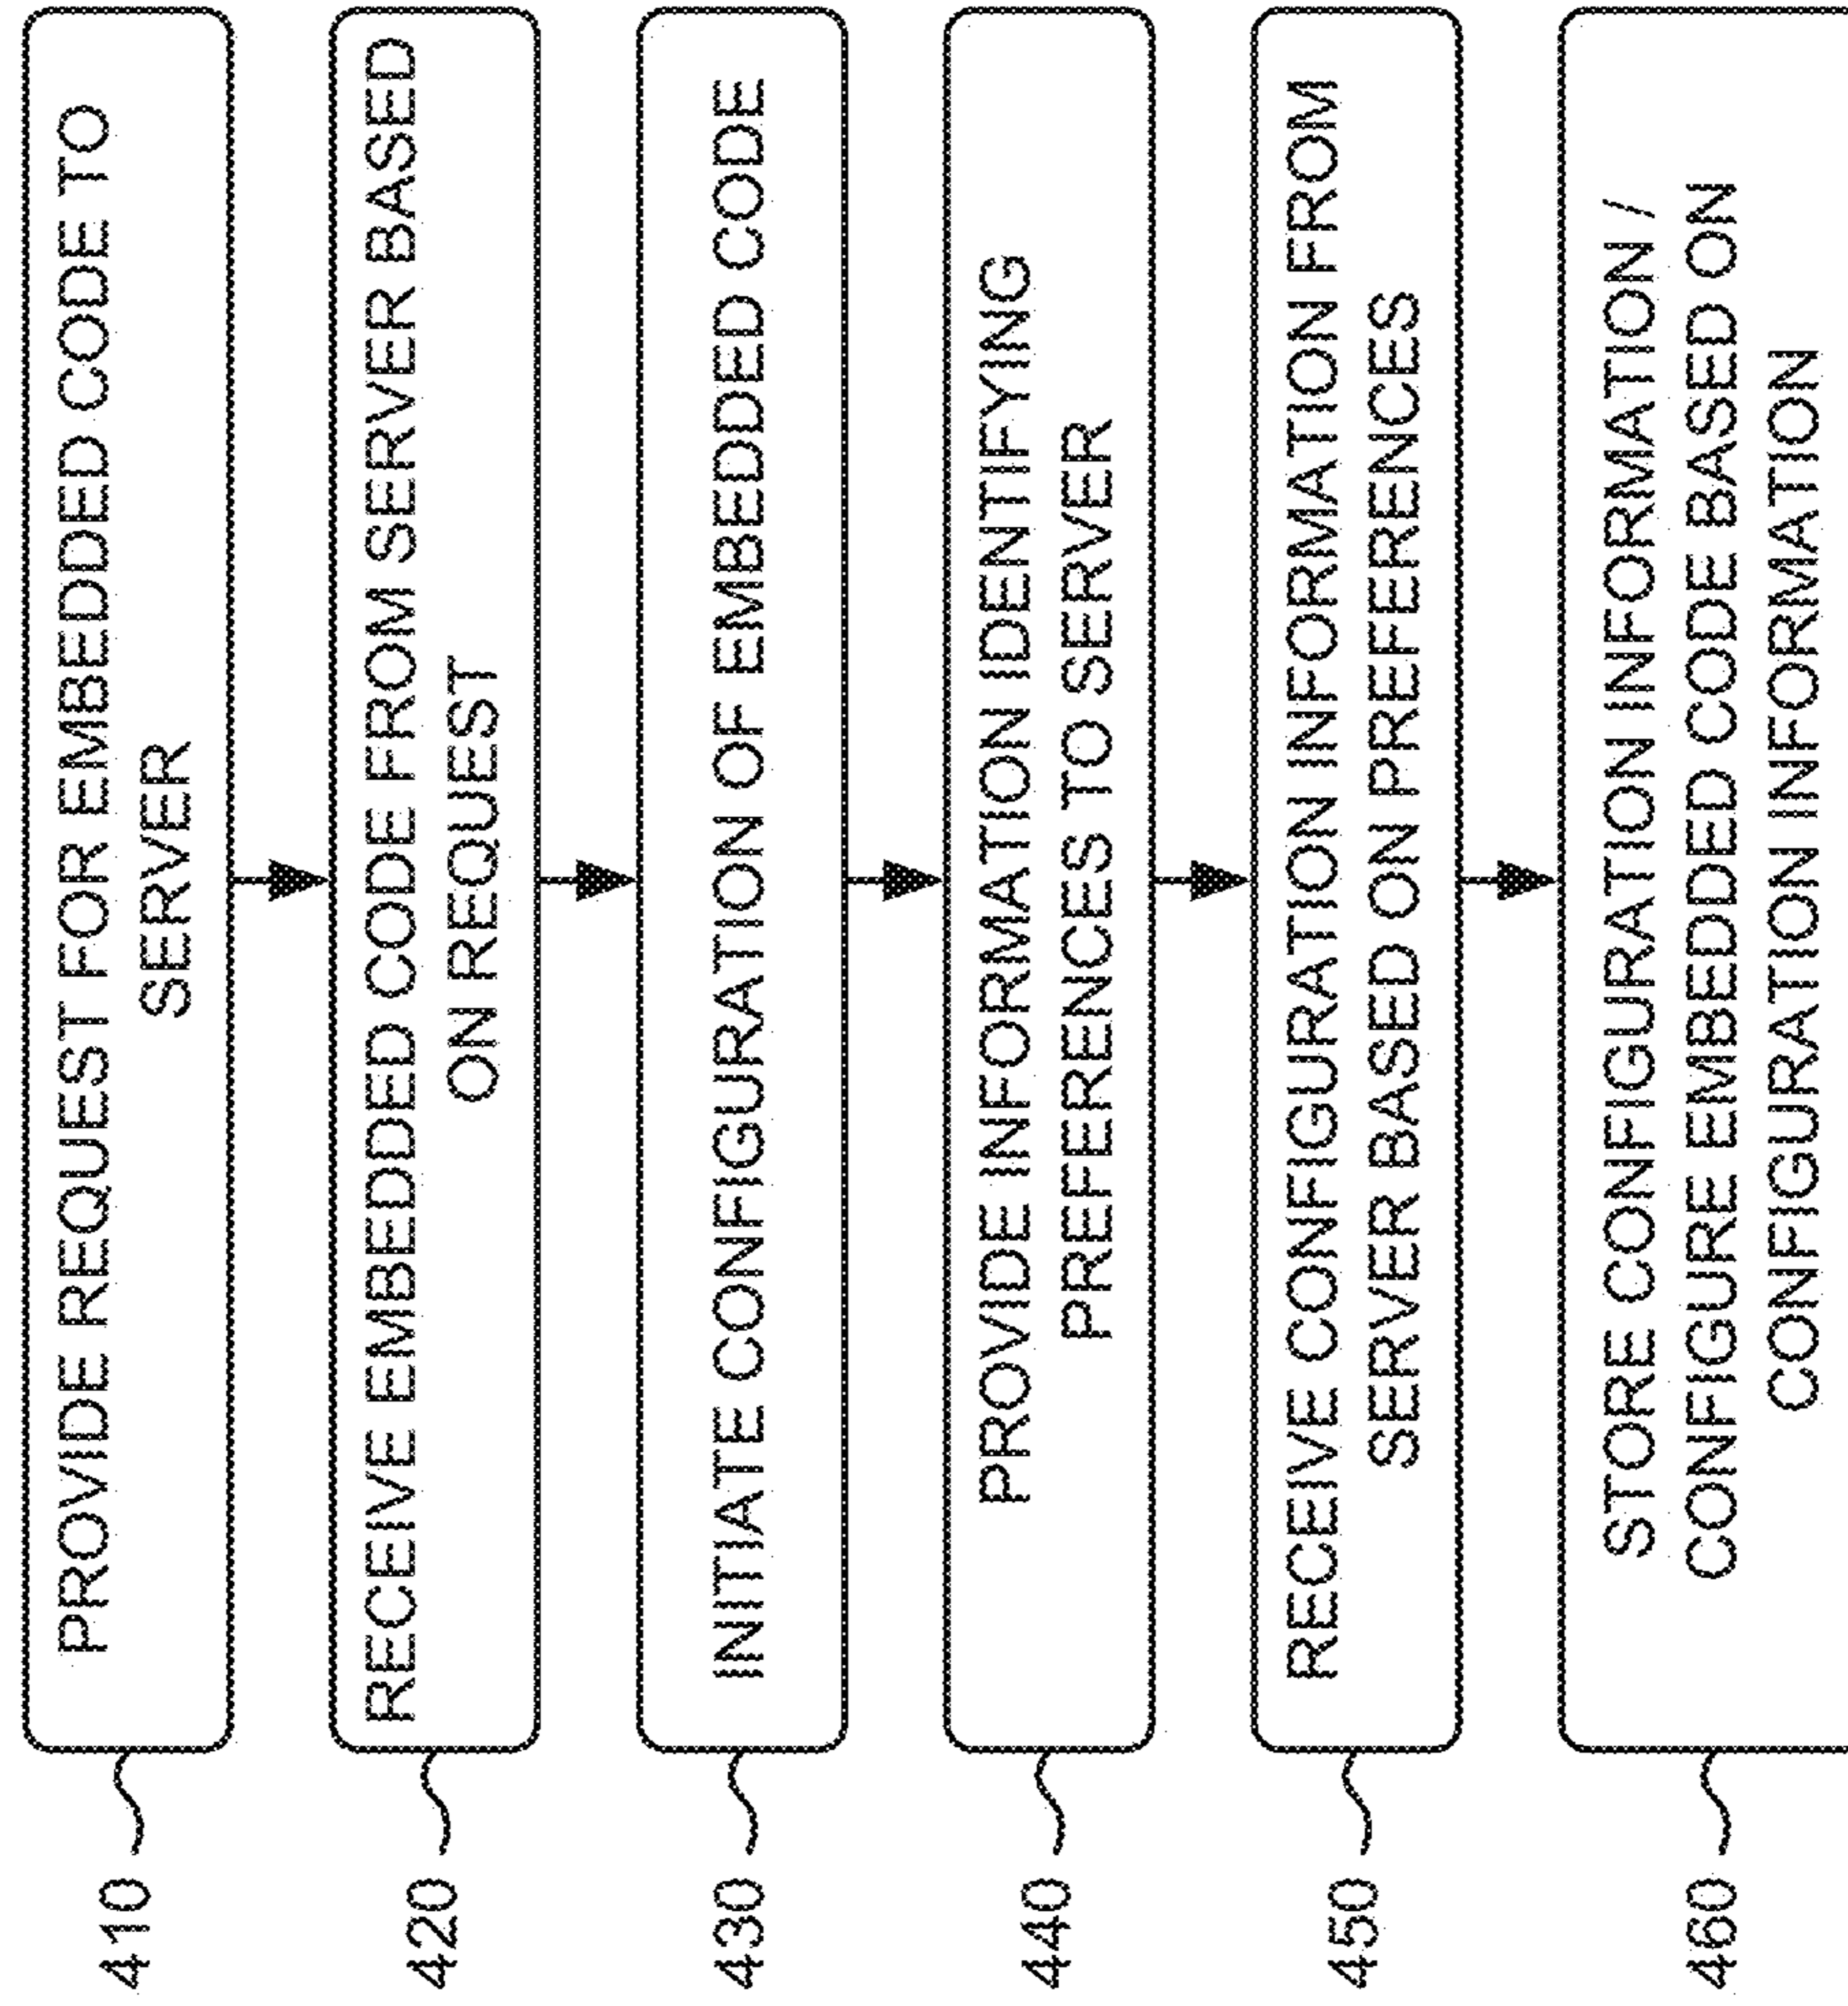 410
PROVIDE REQUEST FOR EMBEDDED CODE TO
SERVER
420
RECEIVE EMBEDDED CODE FROM SERVER BASED
ON REQUEST
430
INITIATE CONFIGURATION OF EMBEDDED CODE
440
PROVIDE INFORMATION IDENTIFYING
PREFERENCES TO SERVER
450
RECEIVE CONFIGURATION INFORMATION FROM
SERVER BASED ON PREFERENCES
460
STORE CONFIGURATION INFORMATION /
CONFIGURE EMBEDDED CODE BASED ON
CONFIGURATION INFORMATION